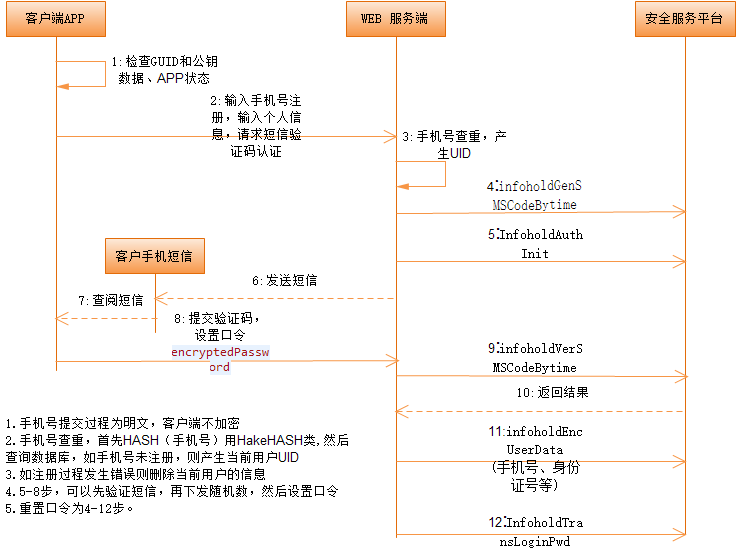 客户端APP
WEB 服务端
安全服务平台
1:检查GUID和公钥
数据、APP状态
2:输入手机号注
册，输入个人信
息，请求短信验
证码认证
3:手机号查重，产
生UID
4:infoholdGenS
MSCodeBytime
5:InfoholdAuth
Init
客户手机短信
6:发送短信
7:查阅短信
8:提交验证码，
设置口令
encryptedPassw
ord
9:infoholdVerS
MSCodeBytime
10:返回结果
11:infoholdEnc
UserData
(手机号、身份
证号等)
12:InfoholdTra
nsLoginPwd
1.手机号提交过程为明文，客户端不加密
2.手机号查重，首先HASH（手机号）用HakeHASH类,然后
查询数据库，如手机号未注册，则产生当前用户UID
3.如注册过程发生错误则删除当前用户的信息
4.5-8步，可以先验证短信，再下发随机数，然后设置口令
5.重置口令为4-12步。